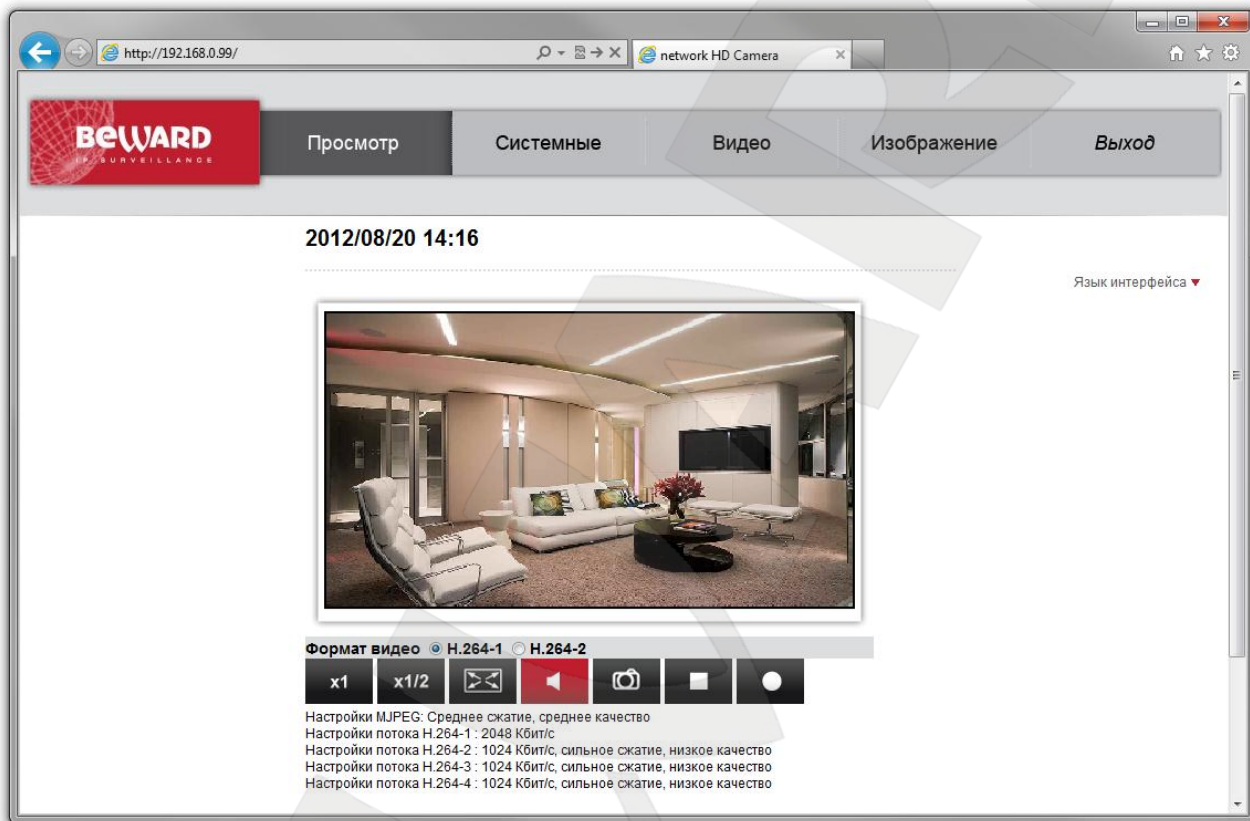 http://192.168.0.99/
network HD Camera
BEWARD
IP SURVEILLANCE
Просмотр
Системные
Видео
Изображение
Выход
2012/08/20 14:16
Язык интерфейса
Формат видео H.264-1 H.264-2
x1 x1/2
Настройки MJPEG: Среднее сжатие, среднее качество
Настройки потока H.264-1 : 2048 Кбит/с
Настройки потока H.264-2 : 1024 Кбит/с, сильное сжатие, низкое качество
Настройки потока H.264-3 : 1024 Кбит/с, сильное сжатие, низкое качество
Настройки потока H.264-4 : 1024 Кбит/с, сильное сжатие, низкое качество